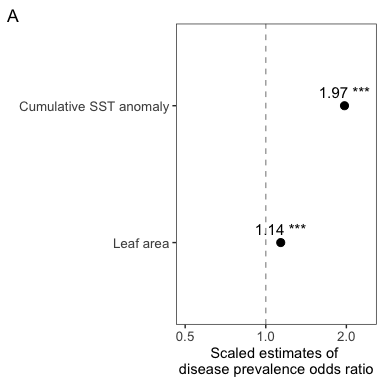 A
1.97 ***
Cumulative SST anomaly
1.14 ***
Leaf area
0.5 1.0 2.0
Scaled estimates of
disease prevalence odds ratio